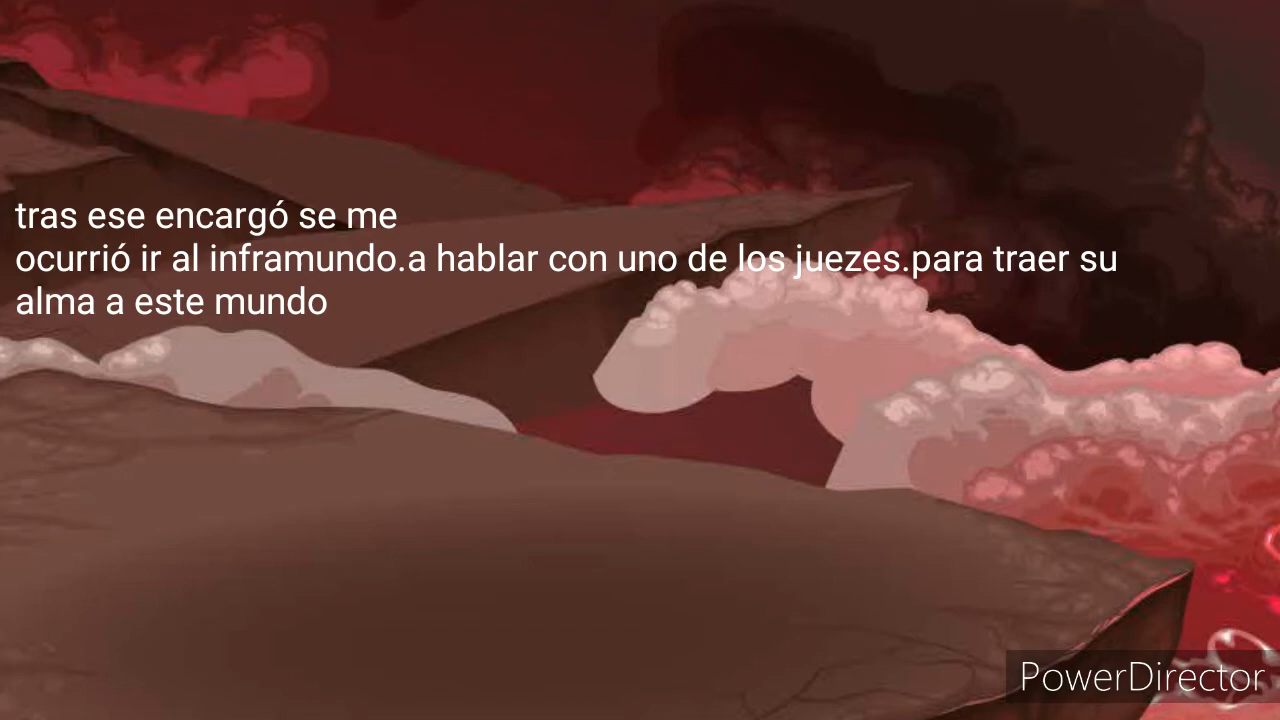 tras ese encargó se me
ocurrió ir al inframundo.a hablar con uno de los juezes.para traer su
alma a este mundo
PowerDirector